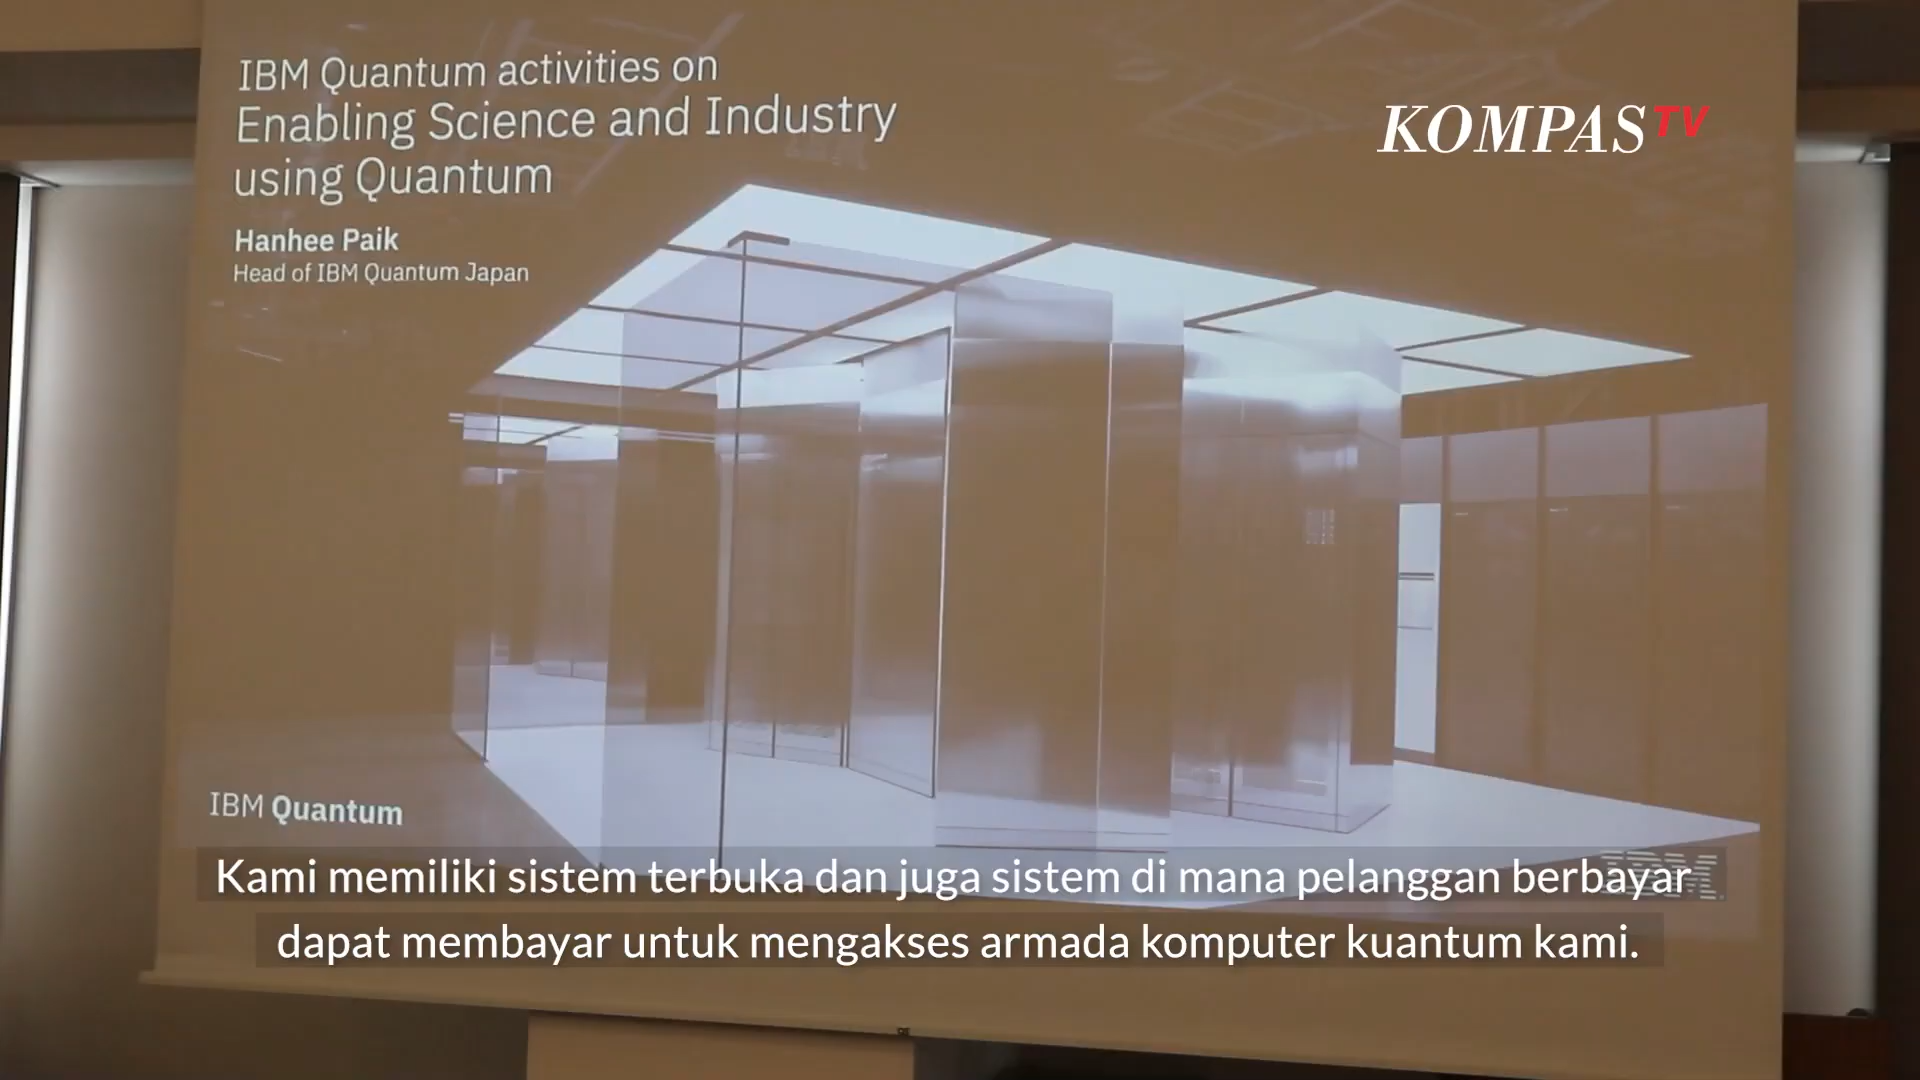 IBM Quantum activities on
Enabling Science and Industry
using Quantum
Hanhee Paik
Head of IBM Quantum Japan
KOMPAS TV
IBM Quantum
IBM
Kami memiliki sistem terbuka dan juga sistem di mana pelanggan berbayar
dapat membayar untuk mengakses armada komputer kuantum kami.